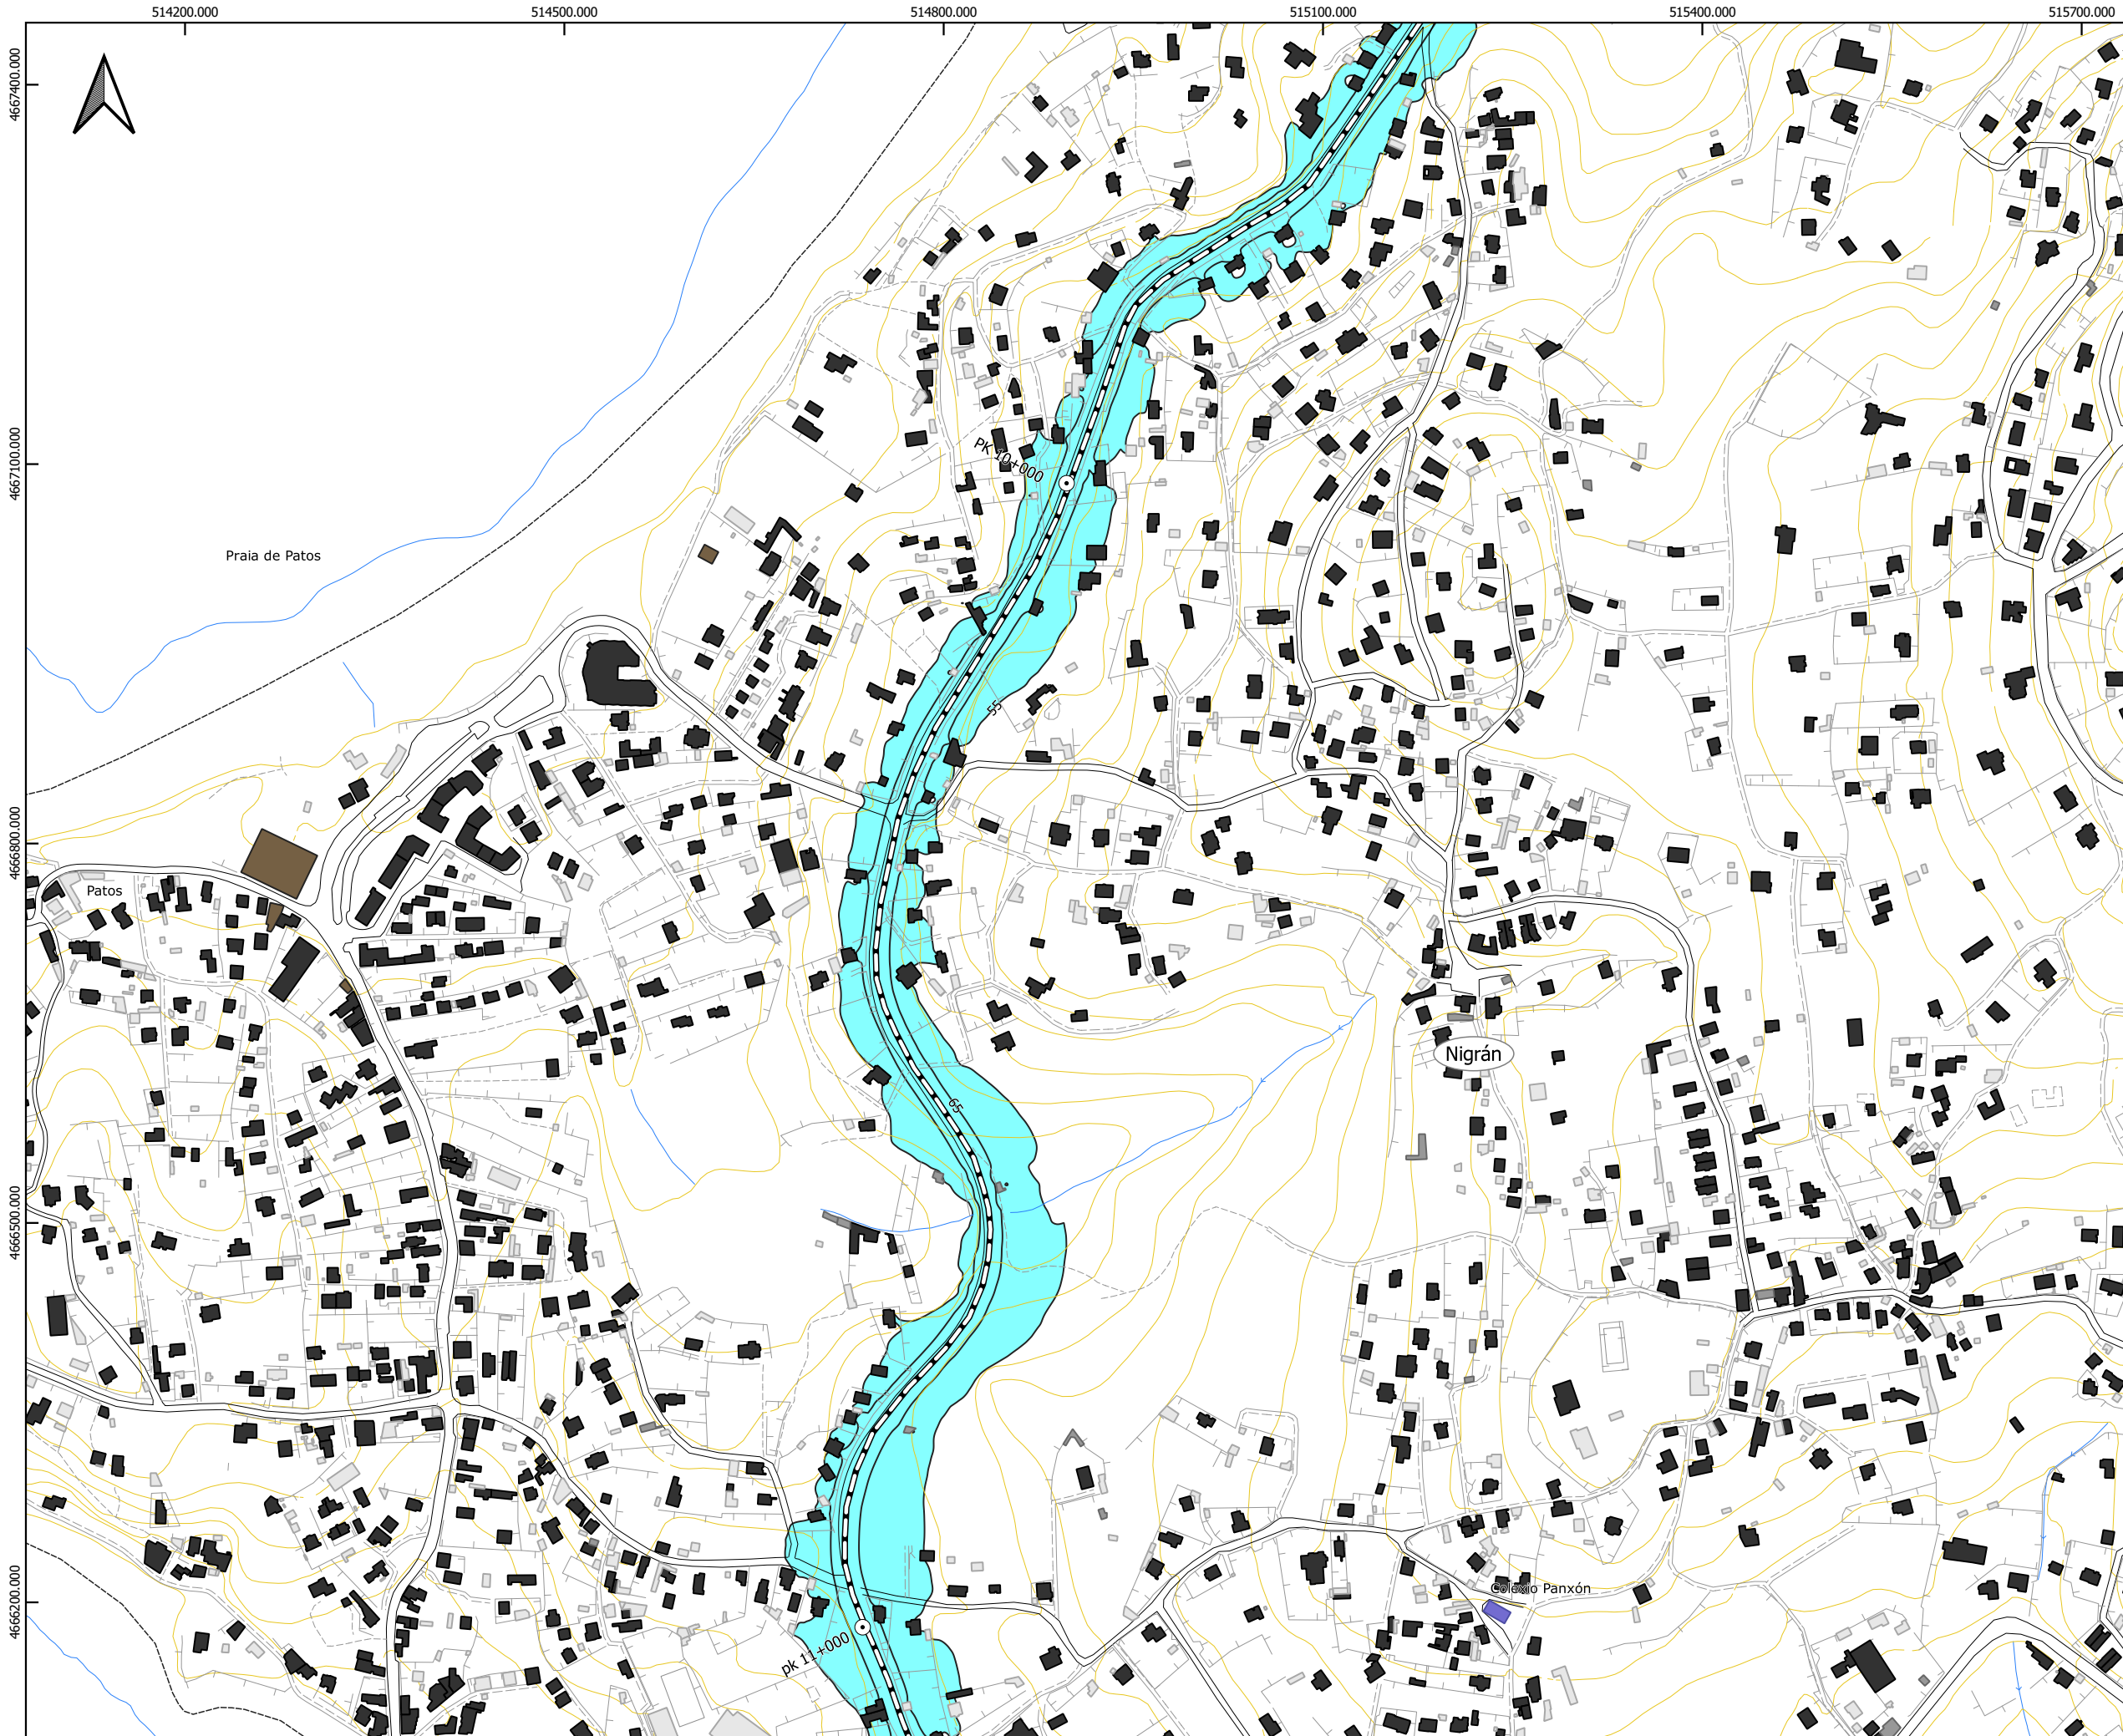 514200.000
514500.000
514800.000
515100.000
515400.000
515700.000
4667400.000
4667100.000
PK 10+000
Praia de Patos
55
4666800.000
Patos
Nigrán
65
4666500.000
Colexio Panxón
4666200.000
pk 11+000